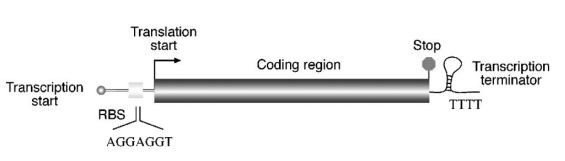 Translation
start
Stop
Coding region
Transcription
terminator
Transcription
start
TTTT
RBS
AGGAGGT